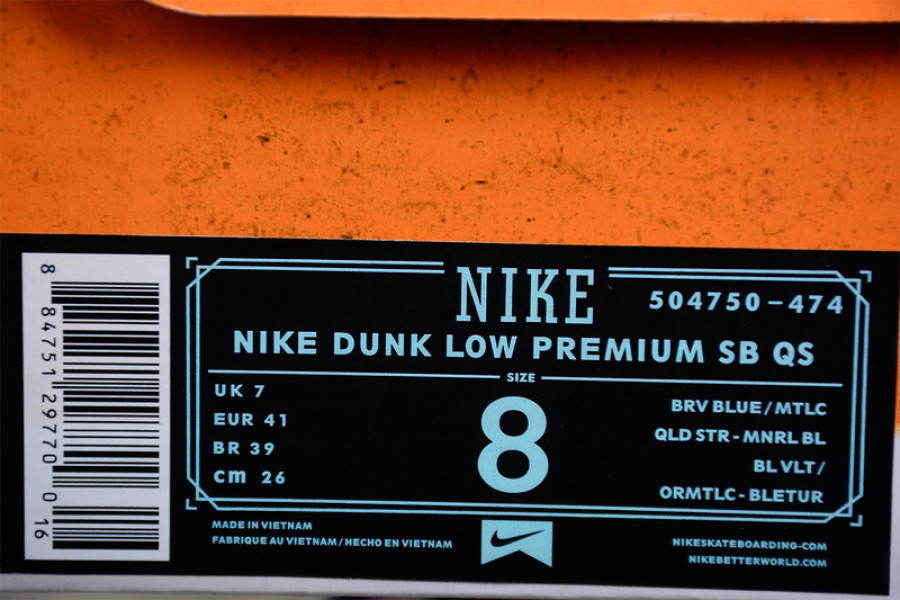 8 84751 29770 0 16
NIKE
504750-474
NIKE DUNK LOW PREMIUM SB QS
SIZE
UK 7
EUR 41
BR 39
cm 26
8
BRV BLUE/MTLC
QLD STR-MNRL BL
BL VLT/
ORMTLC-BLETUR
MADE IN VIETNAM
FABRIQUE AU VIETNAM/HECHO EN VIETNAM
NIKESKATEBOARDING-COM
NIKEBETTERWORLD.COM